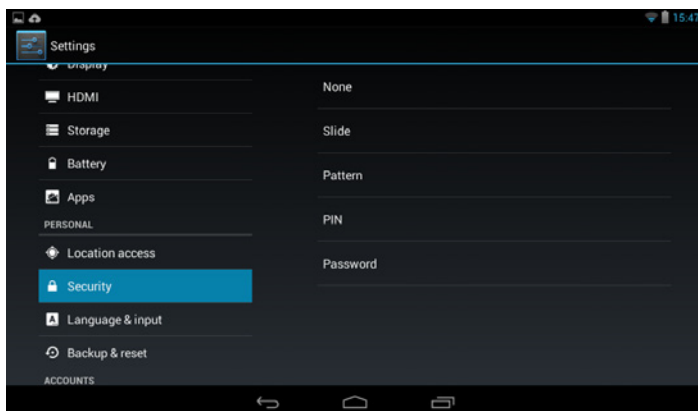 15:47
Settings
Display
HDMI
Storage
Battery
Apps
PERSONAL
Location access
Security
Language & input
Backup & reset
ACCOUNTS
None
Slide
Pattern
PIN
Password